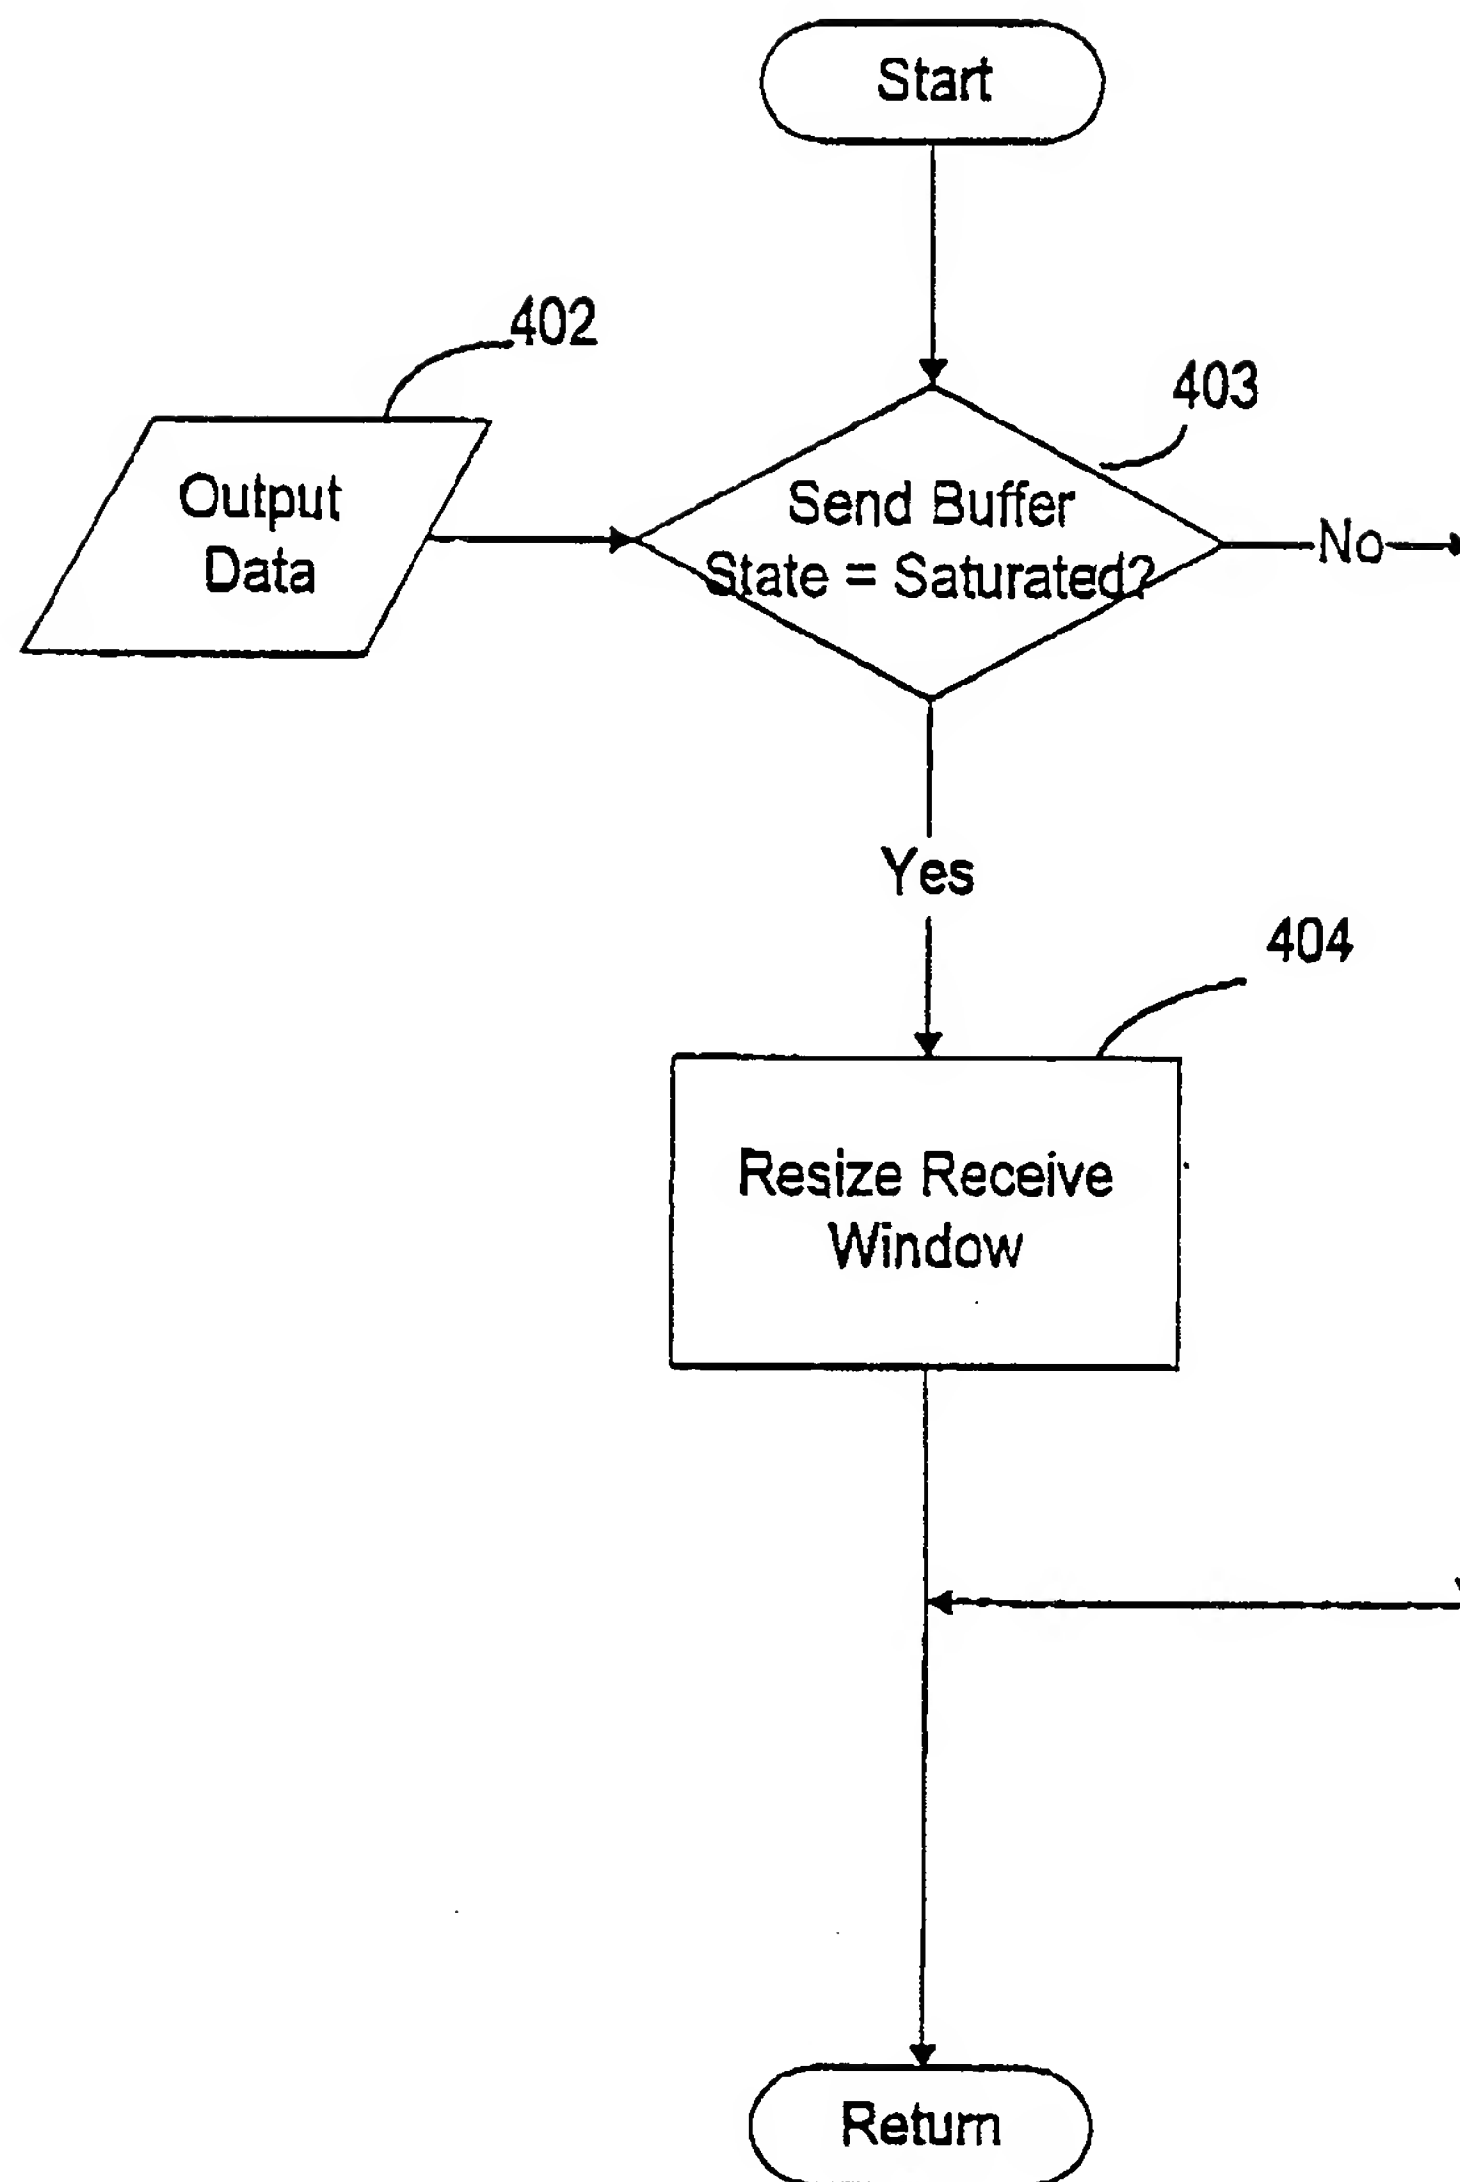 Start
402
403
Output
Data
Send Buffer
State = Saturated?
No
Yes
404
Resize Receive
Window
Return